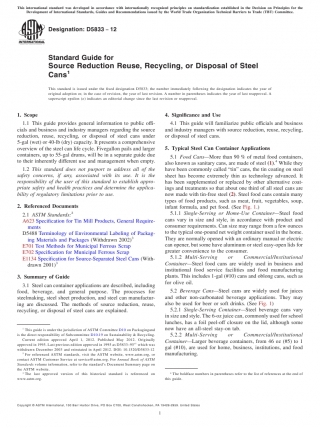 This international standard was developed in accordance with internationally recognized principles on standardization established in the Decision on Principles for the
Development of International Standards, Guides and Recommendations issued by the World Trade Organization Technical Barriers to Trade (TBT) Committee.
Designation: D5833 − 12
Standard Guide for
Source Reduction Reuse, Recycling, or Disposal of Steel
Cans1
This standard is issued under the fixed designation D5833; the number immediately following the designation indicates the year of
original adoption or, in the case of revision, the year of last revision. A number in parentheses indicates the year of last reapproval. A
superscript epsilon (ε) indicates an editorial change since the last revision or reapproval.
1. Scope
1.1 This guide provides general information to public offi-
cials and business and industry managers regarding the source
reduction, reuse, recycling, or disposal of steel cans under
5-gal (wet) or 40-lb (dry) capacity. It presents a comprehensive
overview of the steel can life cycle. Five-gallon pails and larger
containers, up to 55-gal drums, will be in a separate guide due
to their inherently different use and management when empty.
1.2 This standard does not purport to address all of the
safety concerns, if any, associated with its use. It is the
responsibility of the user of this standard to establish appro-
priate safety and health practices and determine the applica-
bility of regulatory limitations prior to use.
2. Referenced Documents
2.1 ASTM Standards:2
A623 Specification for Tin Mill Products, General Require-
ments
D5488 Terminology of Environmental Labeling of Packag-
ing Materials and Packages (Withdrawn 2002)3
E701 Test Methods for Municipal Ferrous Scrap
E702 Specification for Municipal Ferrous Scrap
E1134 Specification for Source-Separated Steel Cans (With-
drawn 2001)3
3. Summary of Guide
3.1 Steel can containers are described, including
food, beverage, and general purpose. The processes for
steelmaking, sheet steel production, and steel can manufactur-
ing are discussed. The methods of source reduction, reuse,
recycling, or disposal of steel cans are explained.
1 This guide is under the jurisdiction of ASTM Committee D10 on Packaging and
is the direct responsibility of Subcommittee D10.19 on Sustainability & Recycling.
Current edition approved April 1, 2012. Published May 2012. Originally
approved in 1995. Last previous edition approved in 1995 as D5833–95ε1 which was
withdrawn December 2003 and reinstated in April 2012. DOI: 10.1520/D5833-12.
2 For referenced ASTM standards, visit the ASTM website, www.astm.org, or
contact ASTM Customer Service at service@astm.org. For Annual Book of ASTM
Standards volume information, refer to the standard's Document Summary page on
the ASTM website.
3 The last approved version of this historical standard is referenced on
www.astm.org.
4. Significance and Use
4.1 This guide will familiarize public officials and business
and industry managers with source reduction, reuse, recycling,
or disposal of steel cans.
5. Typical Steel Can Container Applications
5.1 Food Cans—More than 90 % of metal food containers,
also known as sanitary cans, are made of steel (1).4 While they
have been commonly called “tin” cans, the tin coating on steel
sheet has become extremely thin as technology advanced. It
has been supplemented or replaced by other alternative coat-
ings and treatments so that about one third of all steel cans are
now made with tin-free steel (2). Steel food cans contain many
types of food products, such as meat, fruit, vegetables, soup,
infant formula, and pet food. (See Fig. 1.)
5.1.1 Single-Serving or Home-Use Containers—Steel food
cans vary in size and style, in accordance with product and
consumer requirements. Can size may range from a few ounces
to the typical one-pound net weight container used in the home.
They are normally opened with an ordinary manual or electric
can opener, but some have aluminum or steel easy-open lids for
greater convenience to the consumer.
5.1.2 Multi-Serving or Commercial/Institutional
Containers—Steel food cans are widely used in business and
institutional food service facilities and food manufacturing
plants. This includes 1-gal (#10) cans and oblong cans, such as
for olive oil.
5.2 Beverage Cans—Steel cans are widely used for juices
and other non-carbonated beverage applications. They may
also be used for beer or soft drinks. (See Fig. 1)
5.2.1 Single-Serving Container—Steel beverage cans vary
in size and style. The 6-oz juice can, commonly used for school
lunches, has a foil peel-off closure on the lid, although some
now have an all-steel stay-on tab.
5.2.2 Multi-Serving or Commercial/Institutional
Container—Larger beverage containers, from 46 oz (#5) to 1
gal (#10), are used for home, business, institutions, and food
manufacturing.
4 The boldface numbers in parentheses refer to the list of references at the end of
this guide.
Copyright © ASTM International, 100 Barr Harbor Drive, PO Box C700, West Conshohocken, PA 19428-2959. United States
1